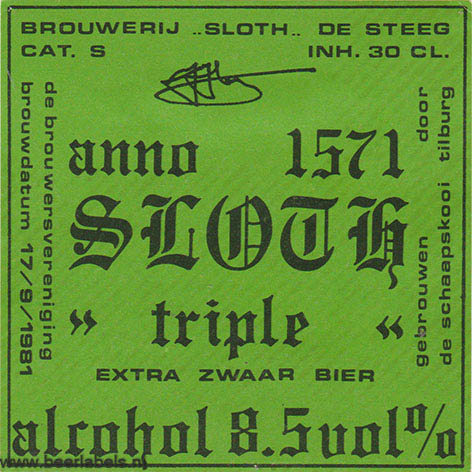 BROUWERIJ ,,SLOTH,, DE STEEG
CAT. S INH. 30 CL.
de brouwersvereniging
brouwdatum 17/9/1981
anno 1571
SLOTH
" triple "
EXTRA ZWAAR BIER
gebrouwen door
de schaapskooi tilburg
alcohol 8.5vol%
www.beerlabels.nl